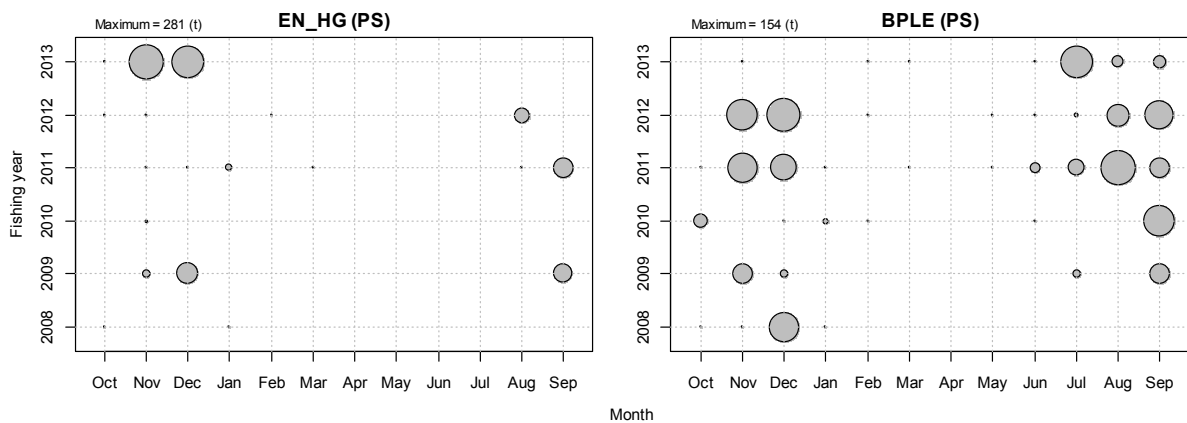 Maximum = 281 (t)
EN_HG (PS)
Maximum = 154 (t)
BPLE (PS)
Fishing year
2013
2012
2011
2010
2009
2008
2013
2012
2011
2010
2009
2008
Oct Nov Dec Jan Feb Mar Apr May Jun Jul Aug Sep
Oct Nov Dec Jan Feb Mar Apr May Jun Jul Aug Sep
Month